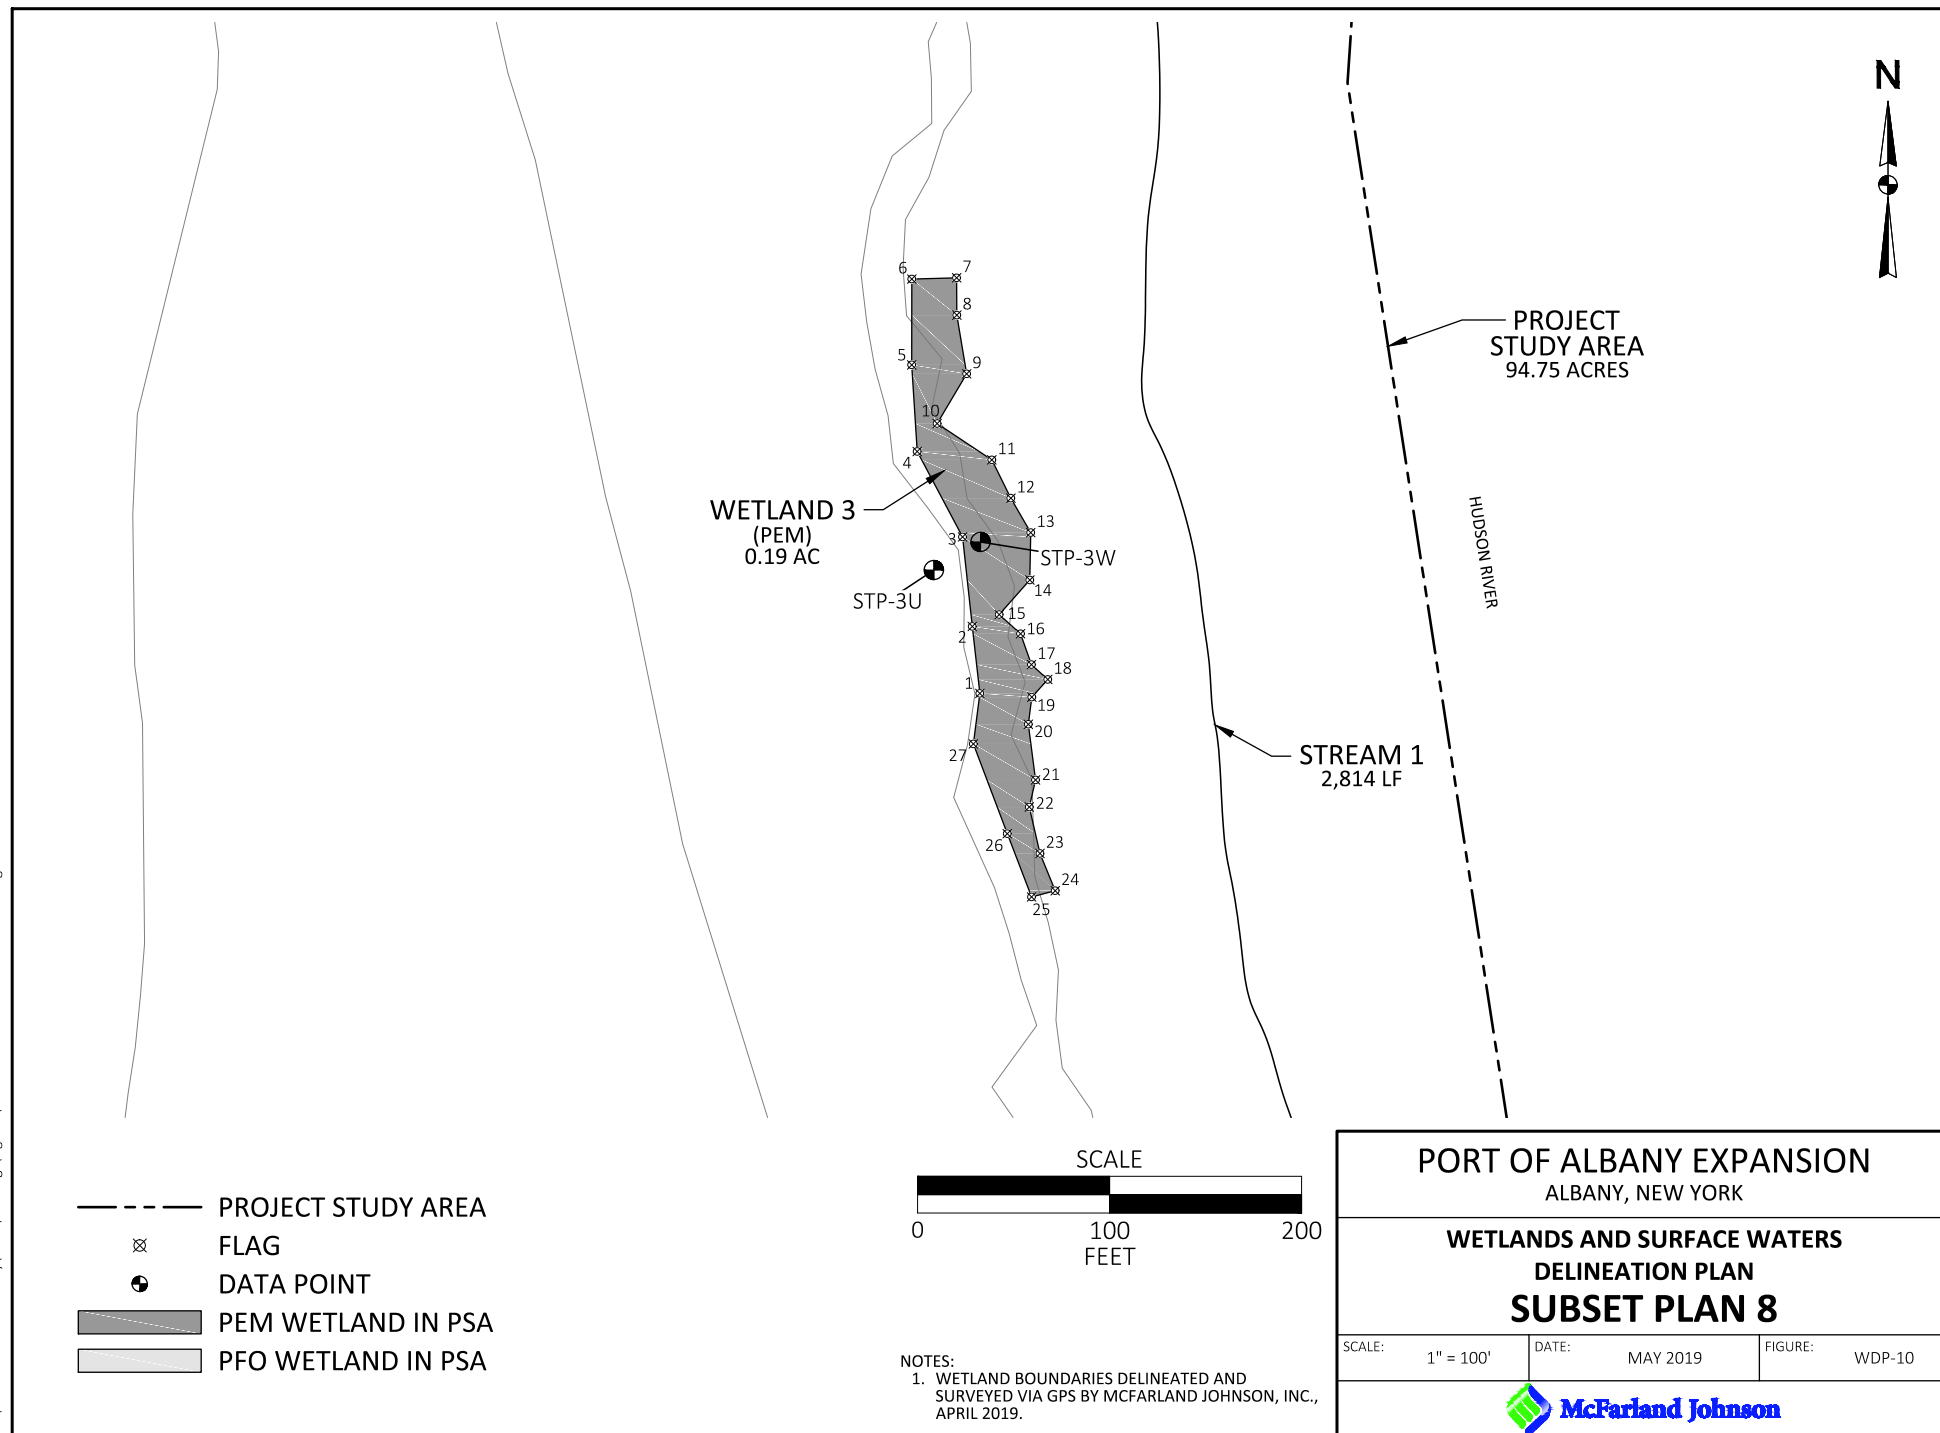 N
6
7
8
5
9
10
4
11
12
13
3
14
15
16
2
17
18
1
19
20
27
21
22
26
23
24
25
WETLAND 3
(PEM)
0.19 AC
STP-3W
STP-3U
PROJECT
STUDY AREA
94.75 ACRES
HUDSON RIVER
STREAM 1
2,814 LF
PROJECT STUDY AREA
FLAG
DATA POINT
PEM WETLAND IN PSA
PFO WETLAND IN PSA
SCALE
0 100 200
FEET
NOTES:
1. WETLAND BOUNDARIES DELINEATED AND
SURVEYED VIA GPS BY MCFARLAND JOHNSON, INC.,
APRIL 2019.
PORT OF ALBANY EXPANSION
ALBANY, NEW YORK
WETLANDS AND SURFACE WATERS
DELINEATION PLAN
SUBSET PLAN 8
SCALE: 1" = 100' DATE: MAY 2019 FIGURE: WDP-10
McFarland Johnson